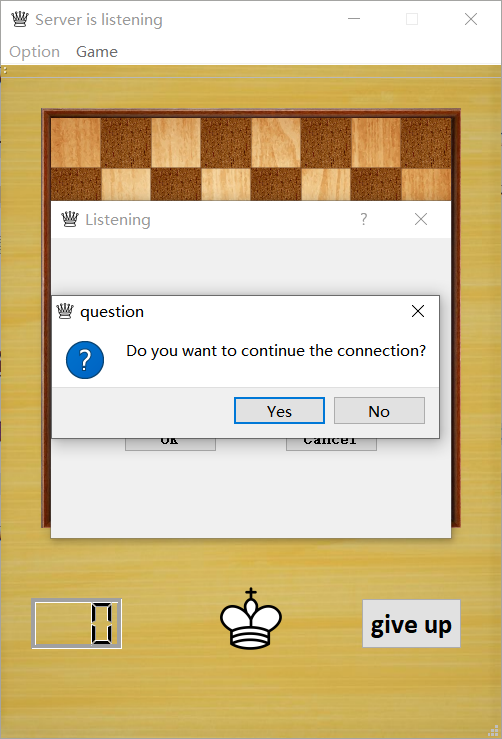 Server is listening
Option Game
Listening
?
question
Do you want to continue the connection?
Yes No
Ok Cancel
0 give up